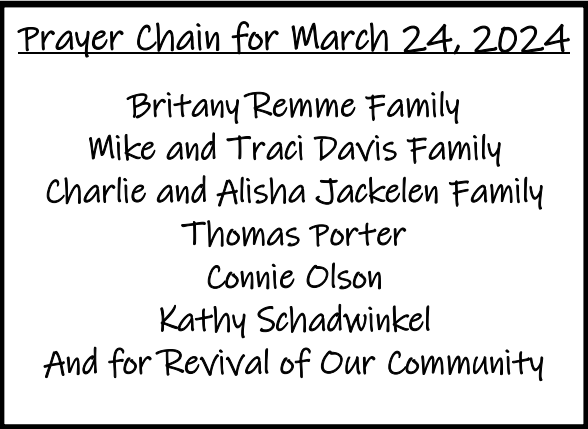 Prayer Chain for March 24, 2024
Britany Remme Family
Mike and Traci Davis Family
Charlie and Alisha Jackelen Family
Thomas Porter
Connie Olson
Kathy Schadwinkel
And for Revival of Our Community